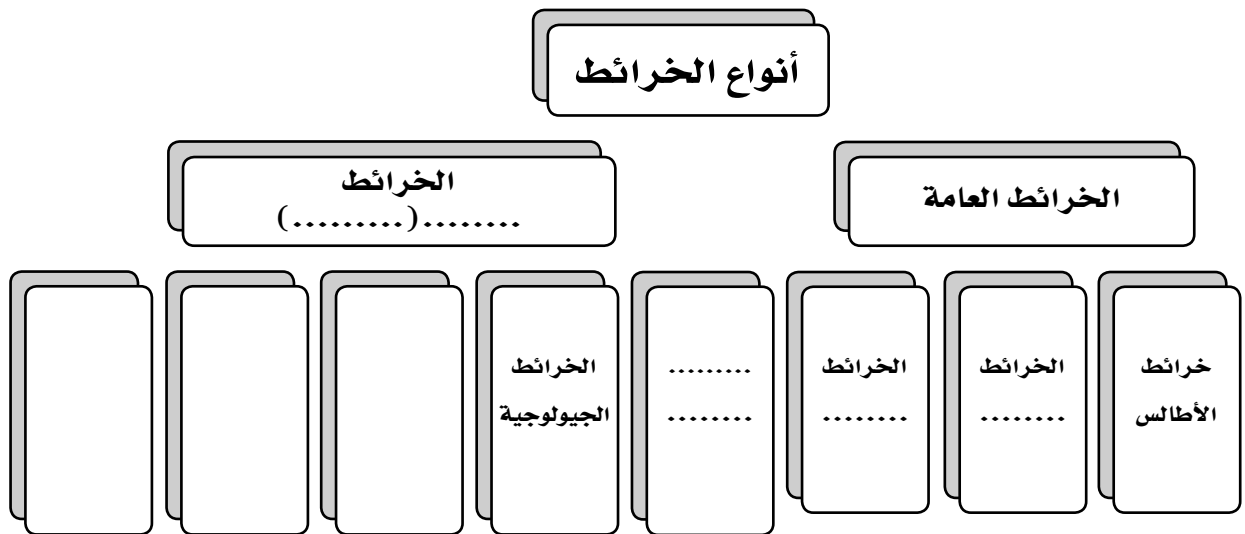 أنواع الخرائط
الخرائط العامة
الخرائط
........(.........)
خرائط
الأطالس
الخرائط
........
الخرائط
........
.........
........
الخرائط
الجيولوجية